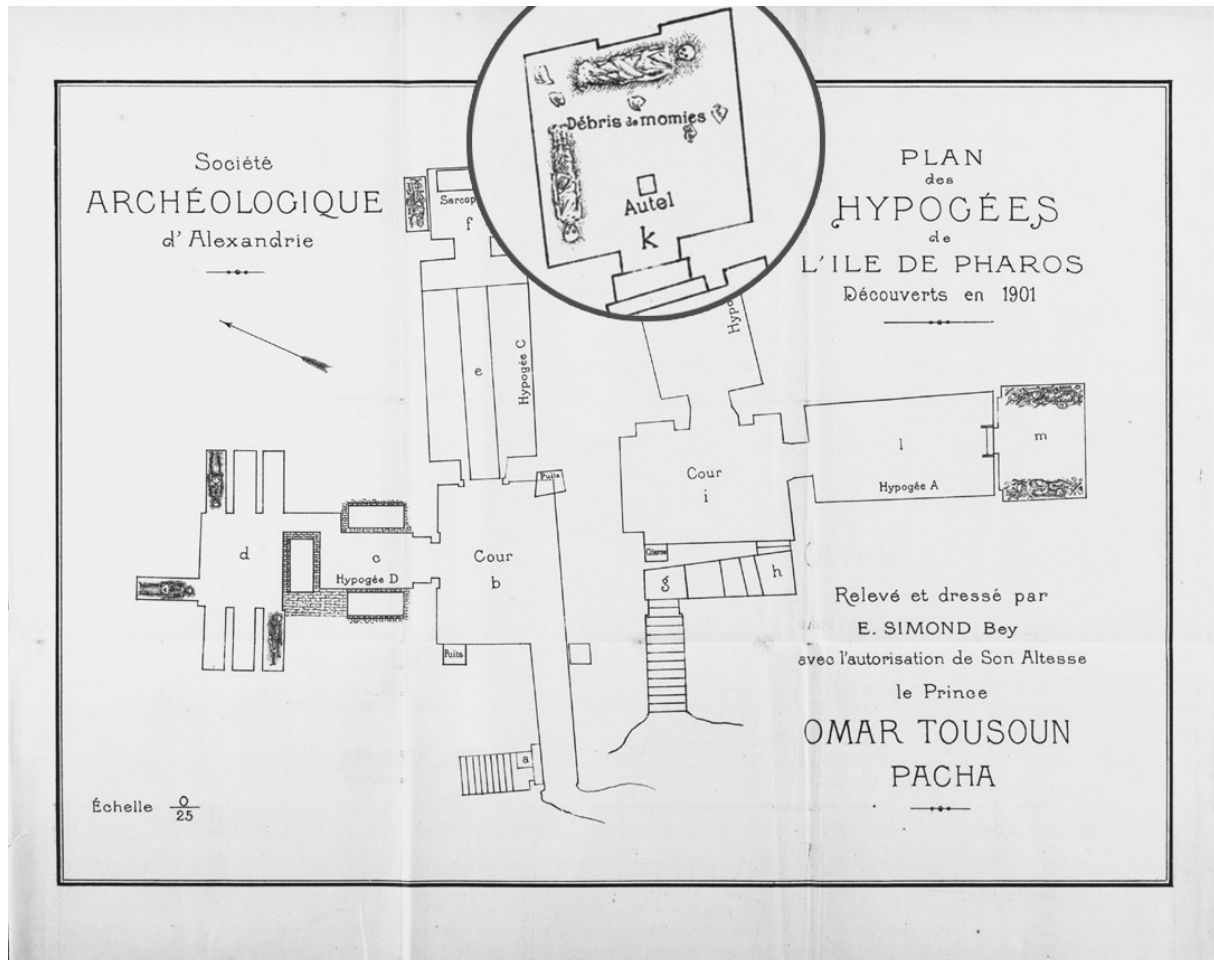 Société
ARCHÉOLOGIQUE
d'Alexandrie
PLAN
des
HYPOGÉES
de
L'ILE DE PHAROS
Découverts en 1901
Débris de momies
Autel
k
f
e
Hypogée C
l
Hypogée A
m
Cour
i
Puits
Citerne
g
h
d
c
Hypogée D
Cour
b
Puits
a
Relevé et dressé par
E. SIMOND Bey
avec l'autorisation de Son Altesse
le Prince
OMAR TOUSOUN
PACHA
Échelle 0/25